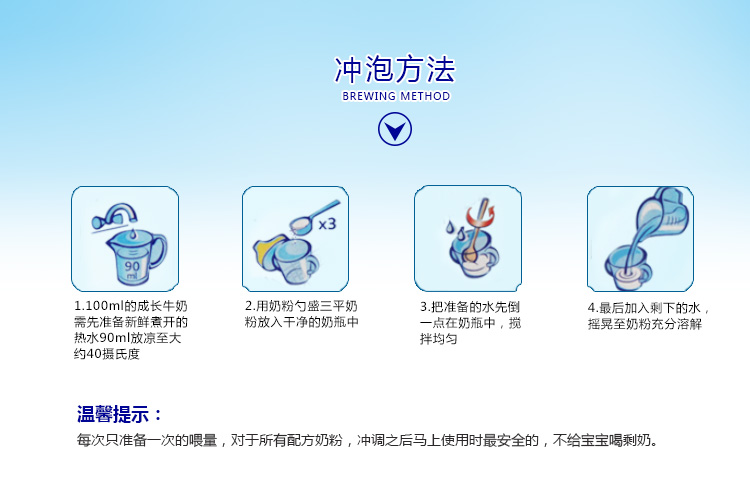 冲泡方法
BREWING METHOD
90
ml
x3
1.100ml的成长牛奶
需先准备新鲜煮开的
热水90ml放凉至大
约40摄氏度
2.用奶粉勺盛三平奶
粉放入干净的奶瓶中
3.把准备的水先倒
一点在奶瓶中，搅
拌均匀
4.最后加入剩下的水，
摇晃至奶粉充分溶解
温馨提示：
每次只准备一次的喂量，对于所有配方奶粉，冲调之后马上使用时最安全的，不给宝宝喝剩奶。